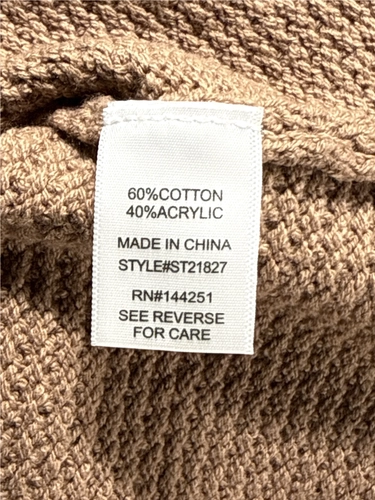 60%COTTON
40%ACRYLIC
MADE IN CHINA
STYLE#ST21827
RN#144251
SEE REVERSE
FOR CARE